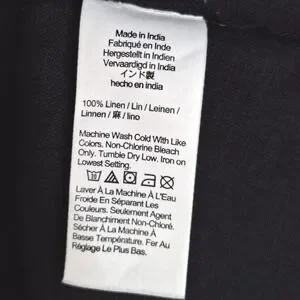 Made in India
Fabriqué en Inde
Hergestellt in Indien
Vervaardigd in Indien
インド製
hecho en india
100% Linen / Lin / Leinen /
Linnen / 麻 / lino
Machine Wash Cold With Like
Colors. Non-Chlorine Bleach
Only. Tumble Dry Low. Iron on
Lowest Setting.
Laver À La Machine À L'Eau
Froide En Séparant Les
Couleurs. Seulement Agent
De Blanchiment Non-Chloré.
Sécher À La Machine À
Basse Température. Fer Au
Réglage Le Plus Bas.